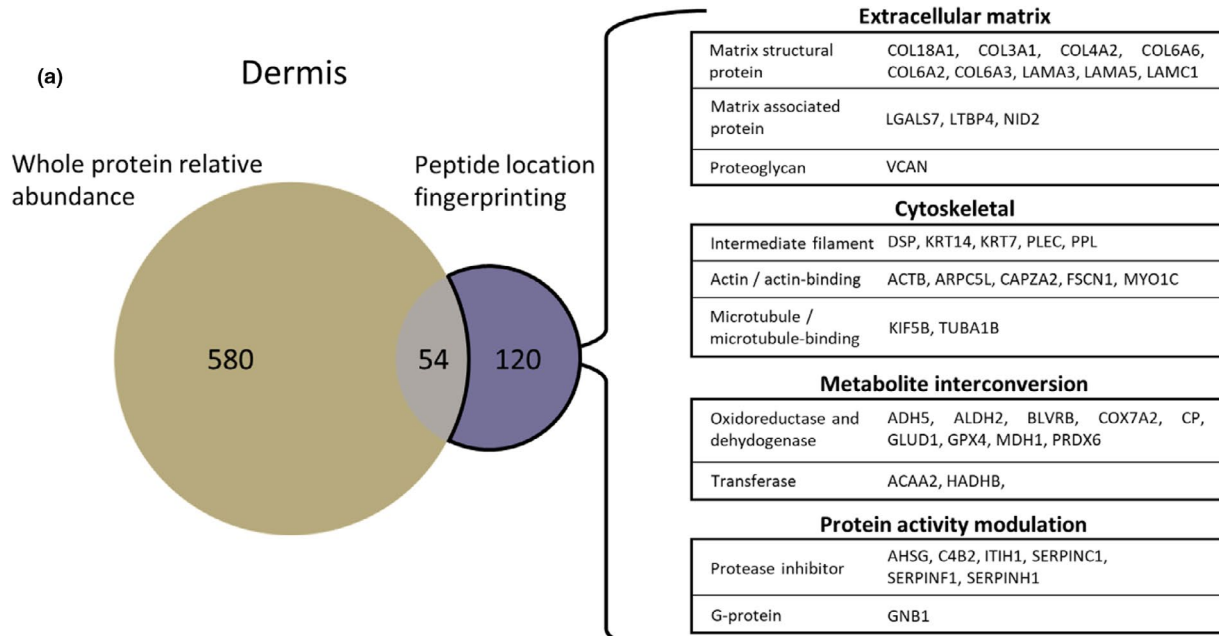 (a)
Dermis
Whole protein relative
abundance
Peptide location
fingerprinting
580
54
120
Extracellular matrix
Matrix structural
protein
COL18A1, COL3A1, COL4A2, COL6A6,
COL6A2, COL6A3, LAMA3, LAMA5, LAMC1
Matrix associated
protein
LGALS7, LTBP4, NID2
Proteoglycan
VCAN
Cytoskeletal
Intermediate filament
DSP, KRT14, KRT7, PLEC, PPL
Actin / actin-binding
ACTB, ARPC5L, CAPZA2, FSCN1, MYO1C
Microtubule /
microtubule-binding
KIF5B, TUBA1B
Metabolite interconversion
Oxidoreductase and
dehydogenase
ADH5, ALDH2, BLVRB, COX7A2, CP,
GLUD1, GPX4, MDH1, PRDX6
Transferase
ACAA2, HADHB,
Protein activity modulation
Protease inhibitor
AHSG, C4B2, ITIH1, SERPINC1,
SERPINF1, SERPINH1
G-protein
GNB1